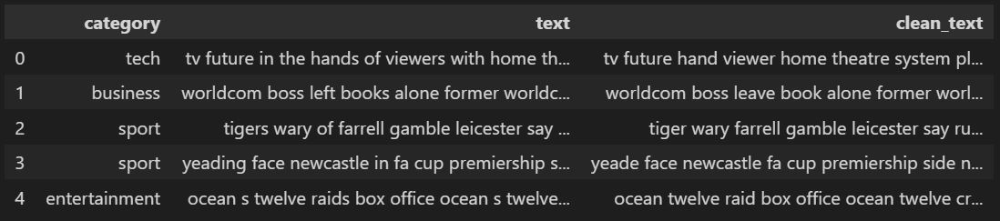 category text clean_text
0 tech tv future in the hands of viewers with home th... tv future hand viewer home theatre system pl...
1 business worldcom boss left books alone former worldc... worldcom boss leave book alone former worl...
2 sport tigers wary of farrell gamble leicester say ... tiger wary farrell gamble leicester say ru...
3 sport yeading face newcastle in fa cup premiership s... yeade face newcastle fa cup premiership side n...
4 entertainment ocean s twelve raids box office ocean s twelve... ocean twelve raid box office ocean twelve cr...